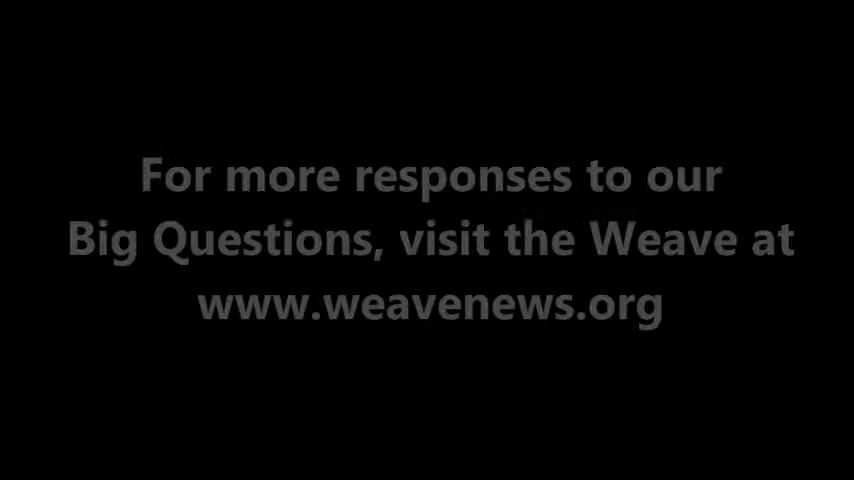 For more responses to our
Big Questions, visit the Weave at
www.weavenews.org